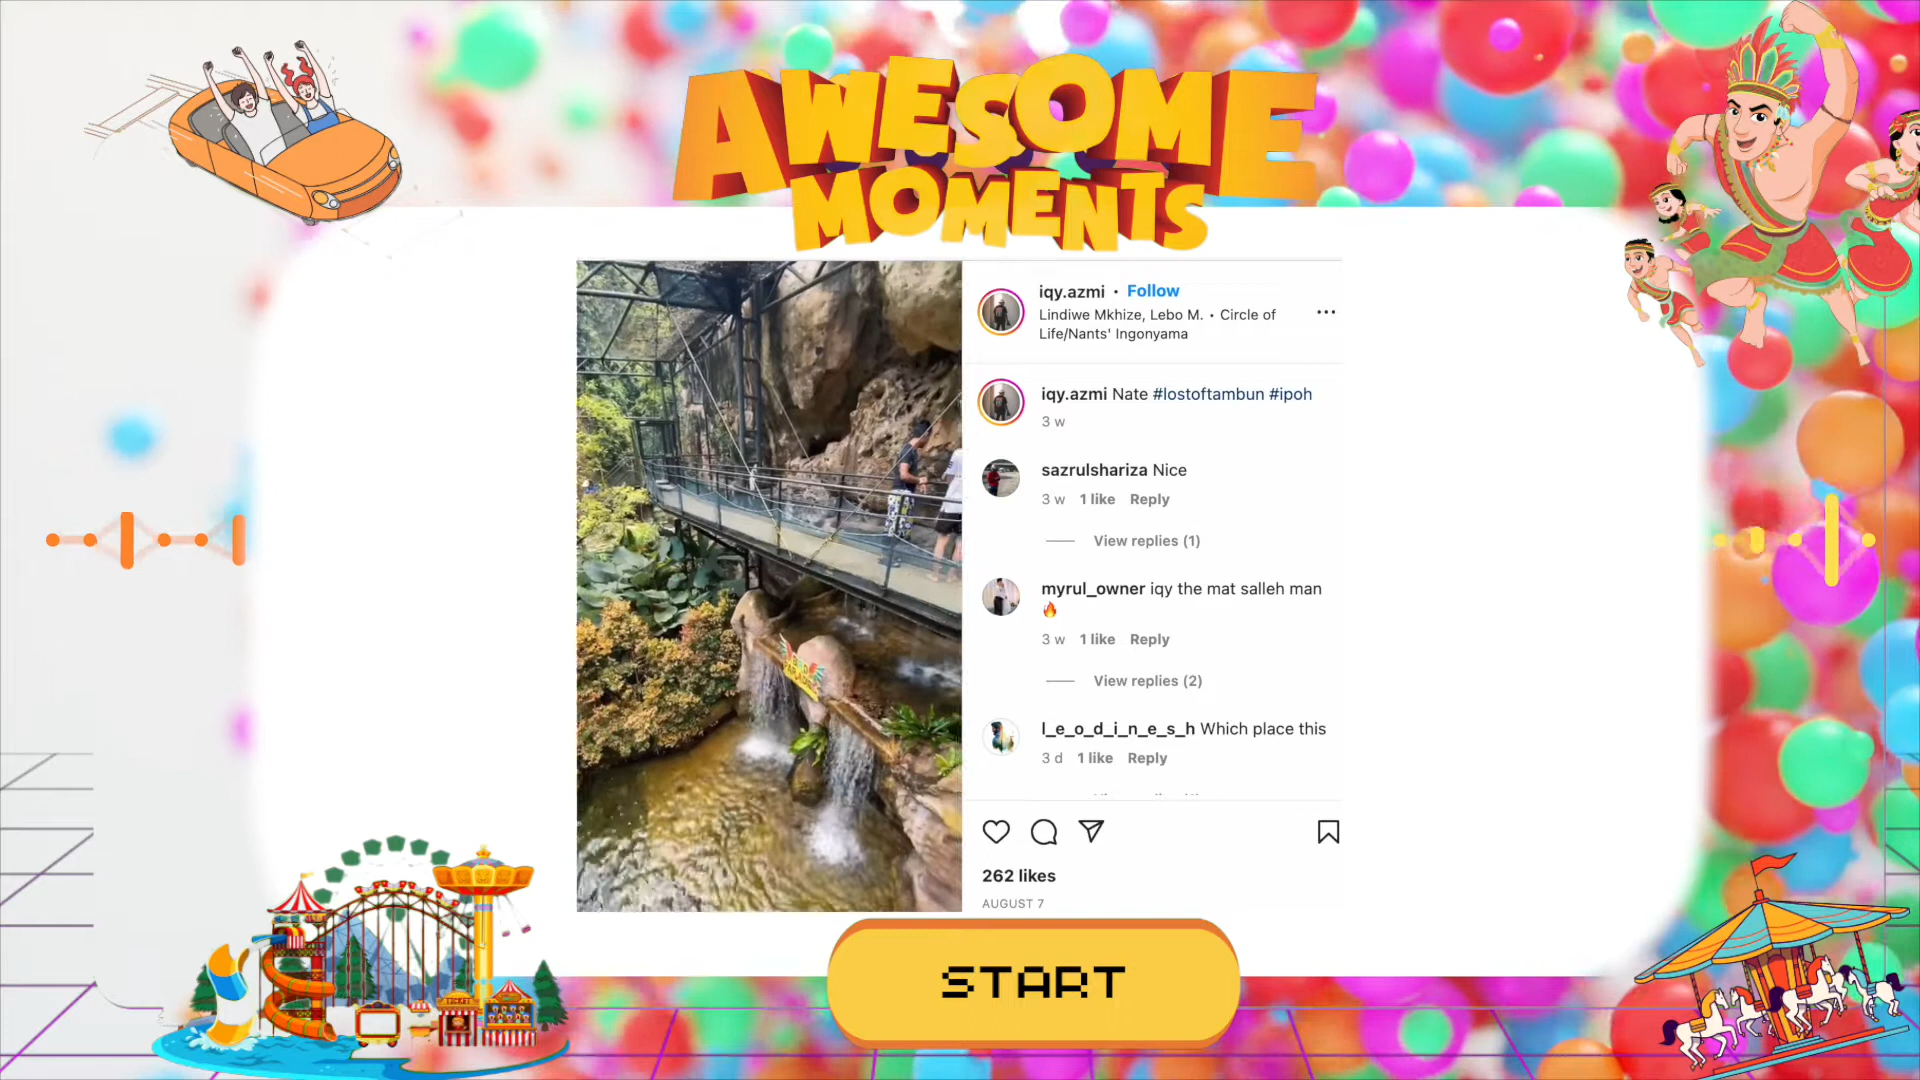 AWESOME
MOMENTS
iqy.azmi • Follow
Lindiwe Mkhize, Lebo M. • Circle of
Life/Nants' Ingonyama
iqy.azmi Nate #lostoftambun #ipoh
3 w
sazrulshariza Nice
3 w 1 like Reply
View replies (1)
myrul_owner iqy the mat salleh man
🔥
3 w 1 like Reply
View replies (2)
l_e_o_d_i_n_e_s_h Which place this
3 d 1 like Reply
262 likes
AUGUST 7
START
TICKET